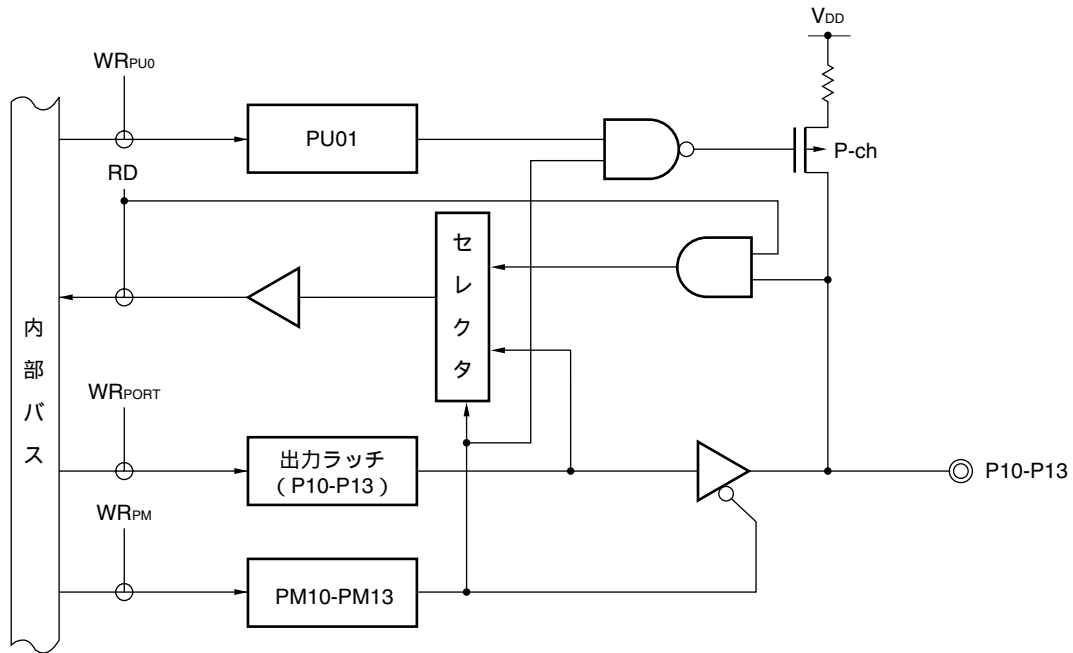 VDD
WRPU0
PU01
P-ch
RD
セレクタ
内部バス
WRPORT
出力ラッチ
（P10-P13）
P10-P13
WRPM
PM10-PM13